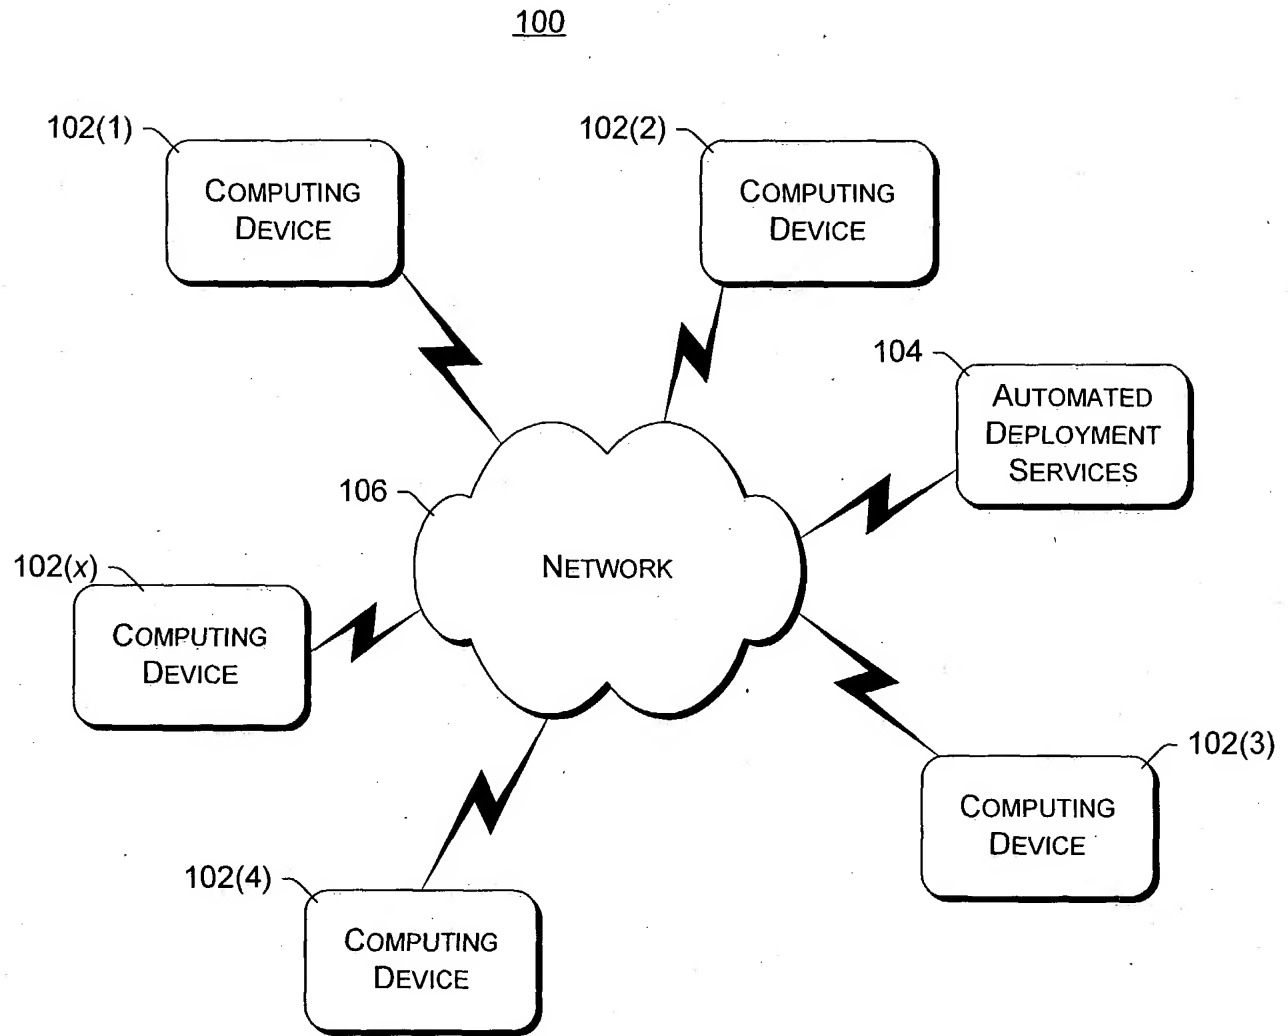 100
102(1)
COMPUTING
DEVICE
102(2)
COMPUTING
DEVICE
104
AUTOMATED
DEPLOYMENT
SERVICES
106
NETWORK
102(x)
COMPUTING
DEVICE
102(3)
COMPUTING
DEVICE
102(4)
COMPUTING
DEVICE